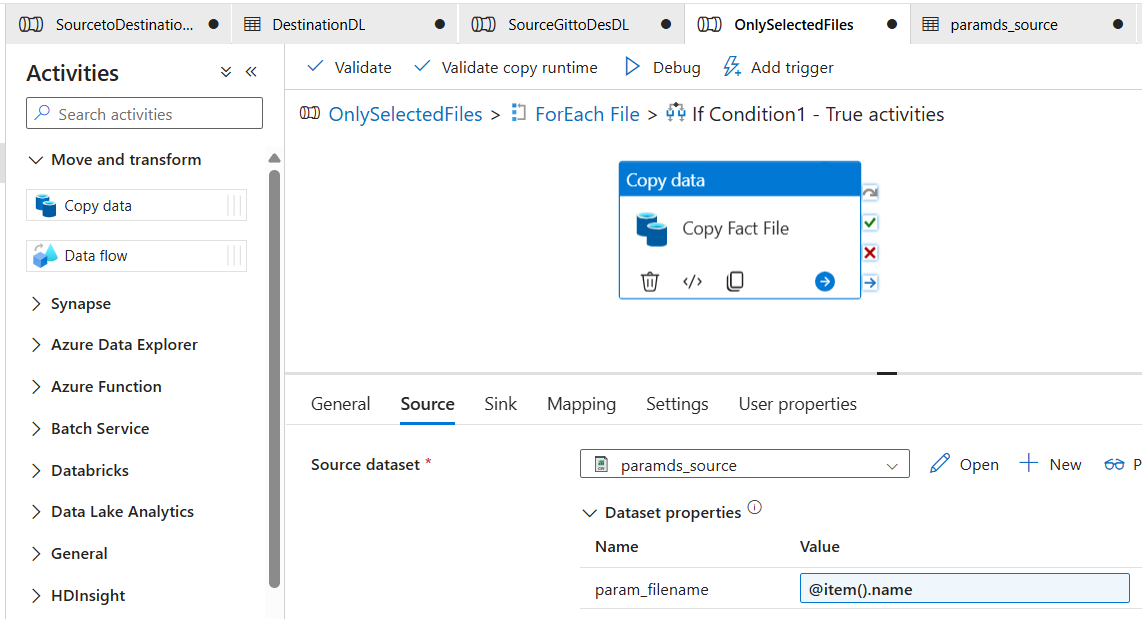 SourcetoDestinatio...
DestinationDL
SourceGittoDesDL
OnlySelectedFiles
paramds_source
Activities
Search activities
Move and transform
Copy data
Data flow
Synapse
Azure Data Explorer
Azure Function
Batch Service
Databricks
Data Lake Analytics
General
HDInsight
Validate
Validate copy runtime
Debug
Add trigger
OnlySelectedFiles > ForEach File > If Condition1 - True activities
Copy data
Copy Fact File
General
Source
Sink
Mapping
Settings
User properties
Source dataset *
paramds_source
Open
New
P
Dataset properties
Name
Value
param_filename
@item().name